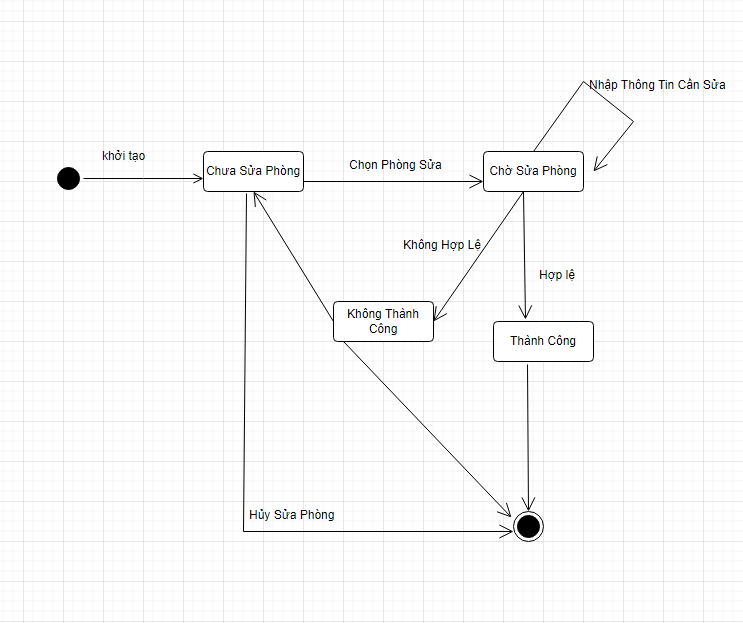 Nhập Thông Tin Cần Sửa
khởi tạo
Chưa Sửa Phòng
Chọn Phòng Sửa
Chờ Sửa Phòng
Không Hợp Lệ
Hợp lệ
Không Thành
Công
Thành Công
Hủy Sửa Phòng